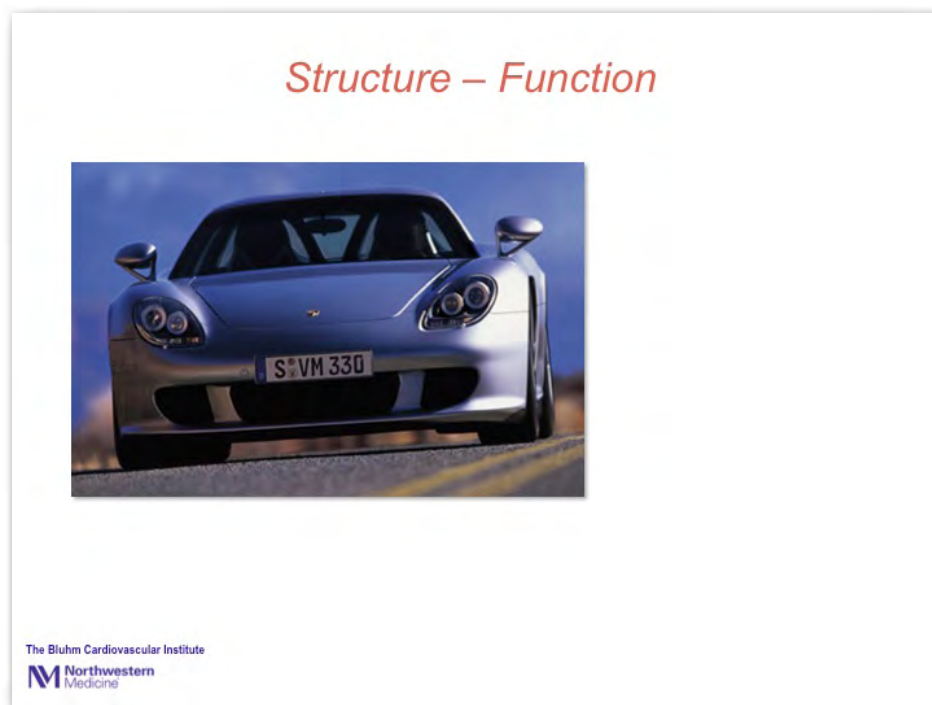 Structure – Function
S VM 330
The Bluhm Cardiovascular Institute
Northwestern
Medicine